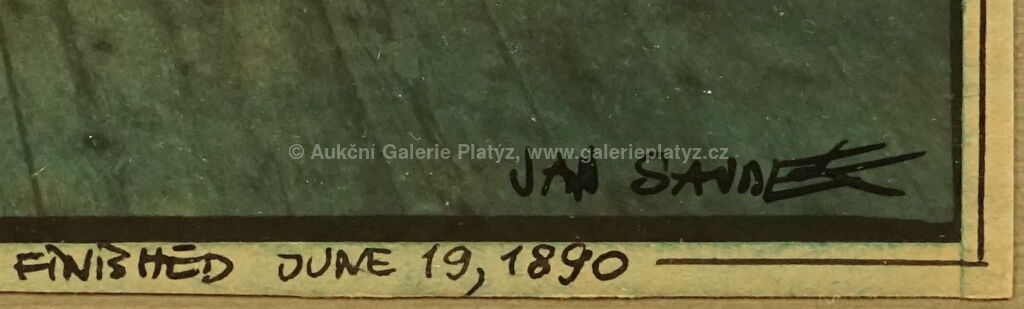 © Aukční Galerie Platýz, www.galerieplatyz.cz
JAN SAUDEK
FINISHED JUNE 19, 1890